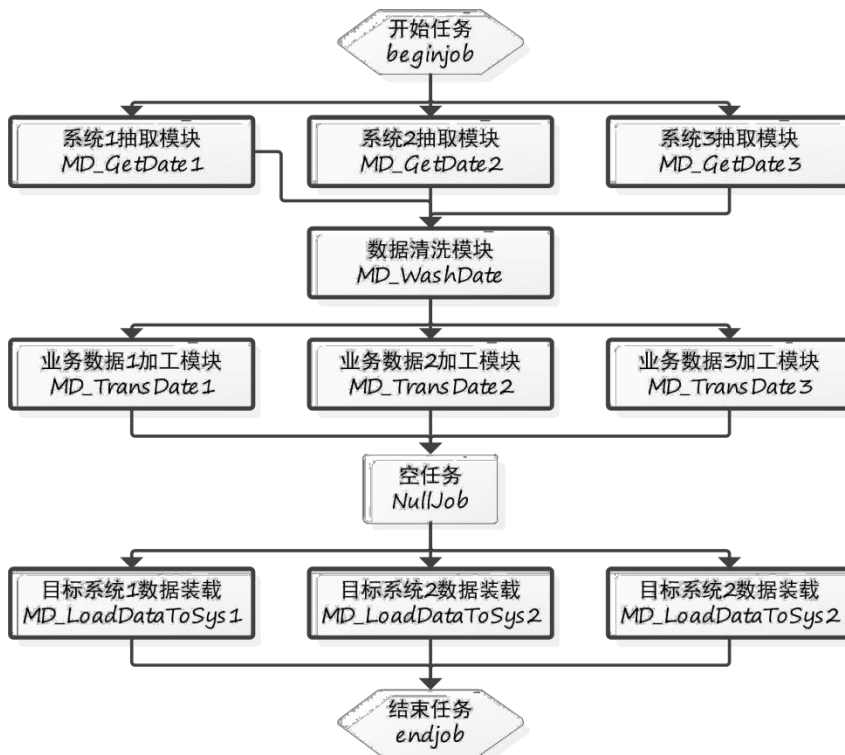 开始任务
beginjob
系统1抽取模块
MD_GetDate1
系统2抽取模块
MD_GetDate2
系统3抽取模块
MD_GetDate3
数据清洗模块
MD_WashDate
业务数据1加工模块
MD_TransDate1
业务数据2加工模块
MD_TransDate2
业务数据3加工模块
MD_TransDate3
空任务
NullJob
目标系统1数据装载
MD_LoadDataToSys1
目标系统2数据装载
MD_LoadDataToSys2
目标系统2数据装载
MD_LoadDataToSys2
结束任务
endjob